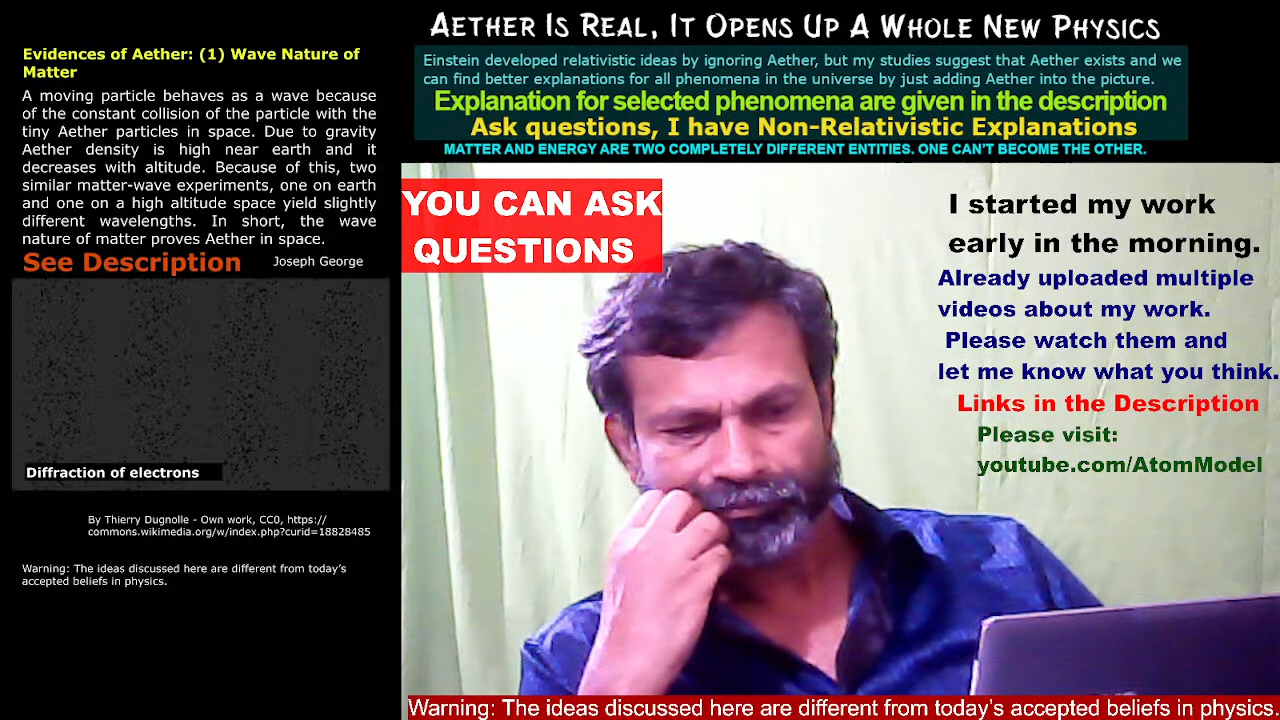 Aether Is Real, It Opens Up A Whole New Physics
Einstein developed relativistic ideas by ignoring Aether, but my studies suggest that Aether exists and we
can find better explanations for all phenomena in the universe by just adding Aether into the picture.
Explanation for selected phenomena are given in the description
Ask questions, I have Non-Relativistic Explanations
MATTER AND ENERGY ARE TWO COMPLETELY DIFFERENT ENTITIES. ONE CAN'T BECOME THE OTHER.
Evidences of Aether: (1) Wave Nature of
Matter
A moving particle behaves as a wave because
of the constant collision of the particle with the
tiny Aether particles in space. Due to gravity
Aether density is high near earth and it
decreases with altitude. Because of this, two
similar matter-wave experiments, one on earth
and one on a high altitude space yield slightly
different wavelengths. In short, the wave
nature of matter proves Aether in space.
See Description
Joseph George
Diffraction of electrons
By Thierry Dugnolle - Own work, CC0, https://
commons.wikimedia.org/w/index.php?curid=18828485
Warning: The ideas discussed here are different from today's
accepted beliefs in physics.
YOU CAN ASK
QUESTIONS
I started my work
early in the morning.
Already uploaded multiple
videos about my work.
Please watch them and
let me know what you think.
Links in the Description
Please visit:
youtube.com/AtomModel
Warning: The ideas discussed here are different from today's accepted beliefs in physics.